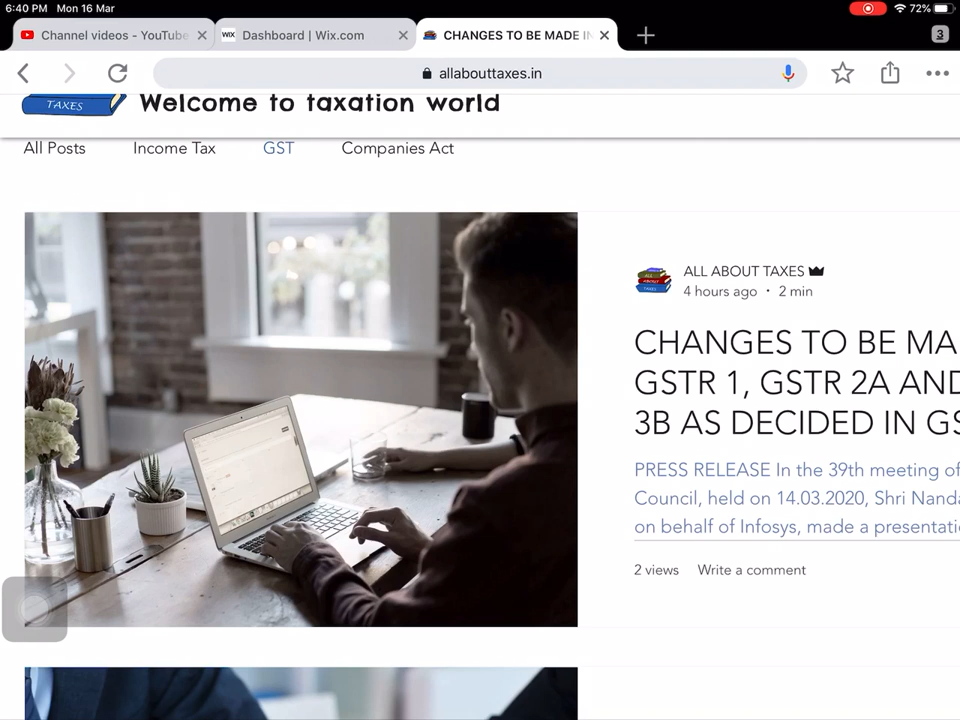 6:40 PM Mon 16 Mar
72%
Channel videos - YouTube
WIX Dashboard | Wix.com
CHANGES TO BE MADE IN
3
allabouttaxes.in
TAXES
Welcome to taxation world
All Posts Income Tax GST Companies Act
ALL ABOUT TAXES
4 hours ago · 2 min
CHANGES TO BE MA
GSTR 1, GSTR 2A AND
3B AS DECIDED IN GS
PRESS RELEASE In the 39th meeting of
Council, held on 14.03.2020, Shri Nanda
on behalf of Infosys, made a presentatio
2 views Write a comment